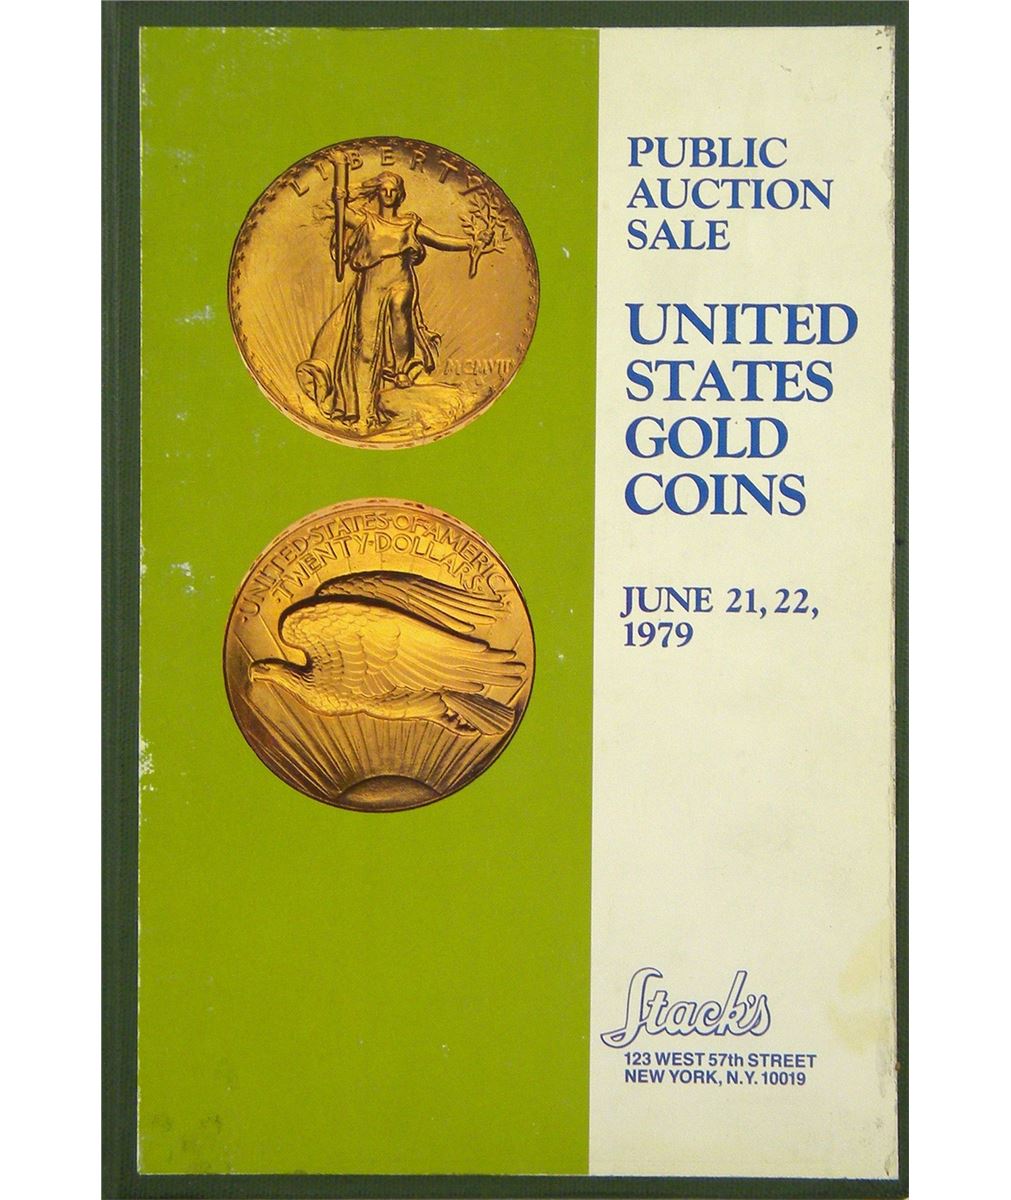 LIBERTY
MCMVII
UNITED·STATES·OF·AMERICA
·TWENTY·DOLLARS·
PUBLIC
AUCTION
SALE
UNITED
STATES
GOLD
COINS
JUNE 21, 22,
1979
Stack's
123 WEST 57th STREET
NEW YORK, N.Y. 10019